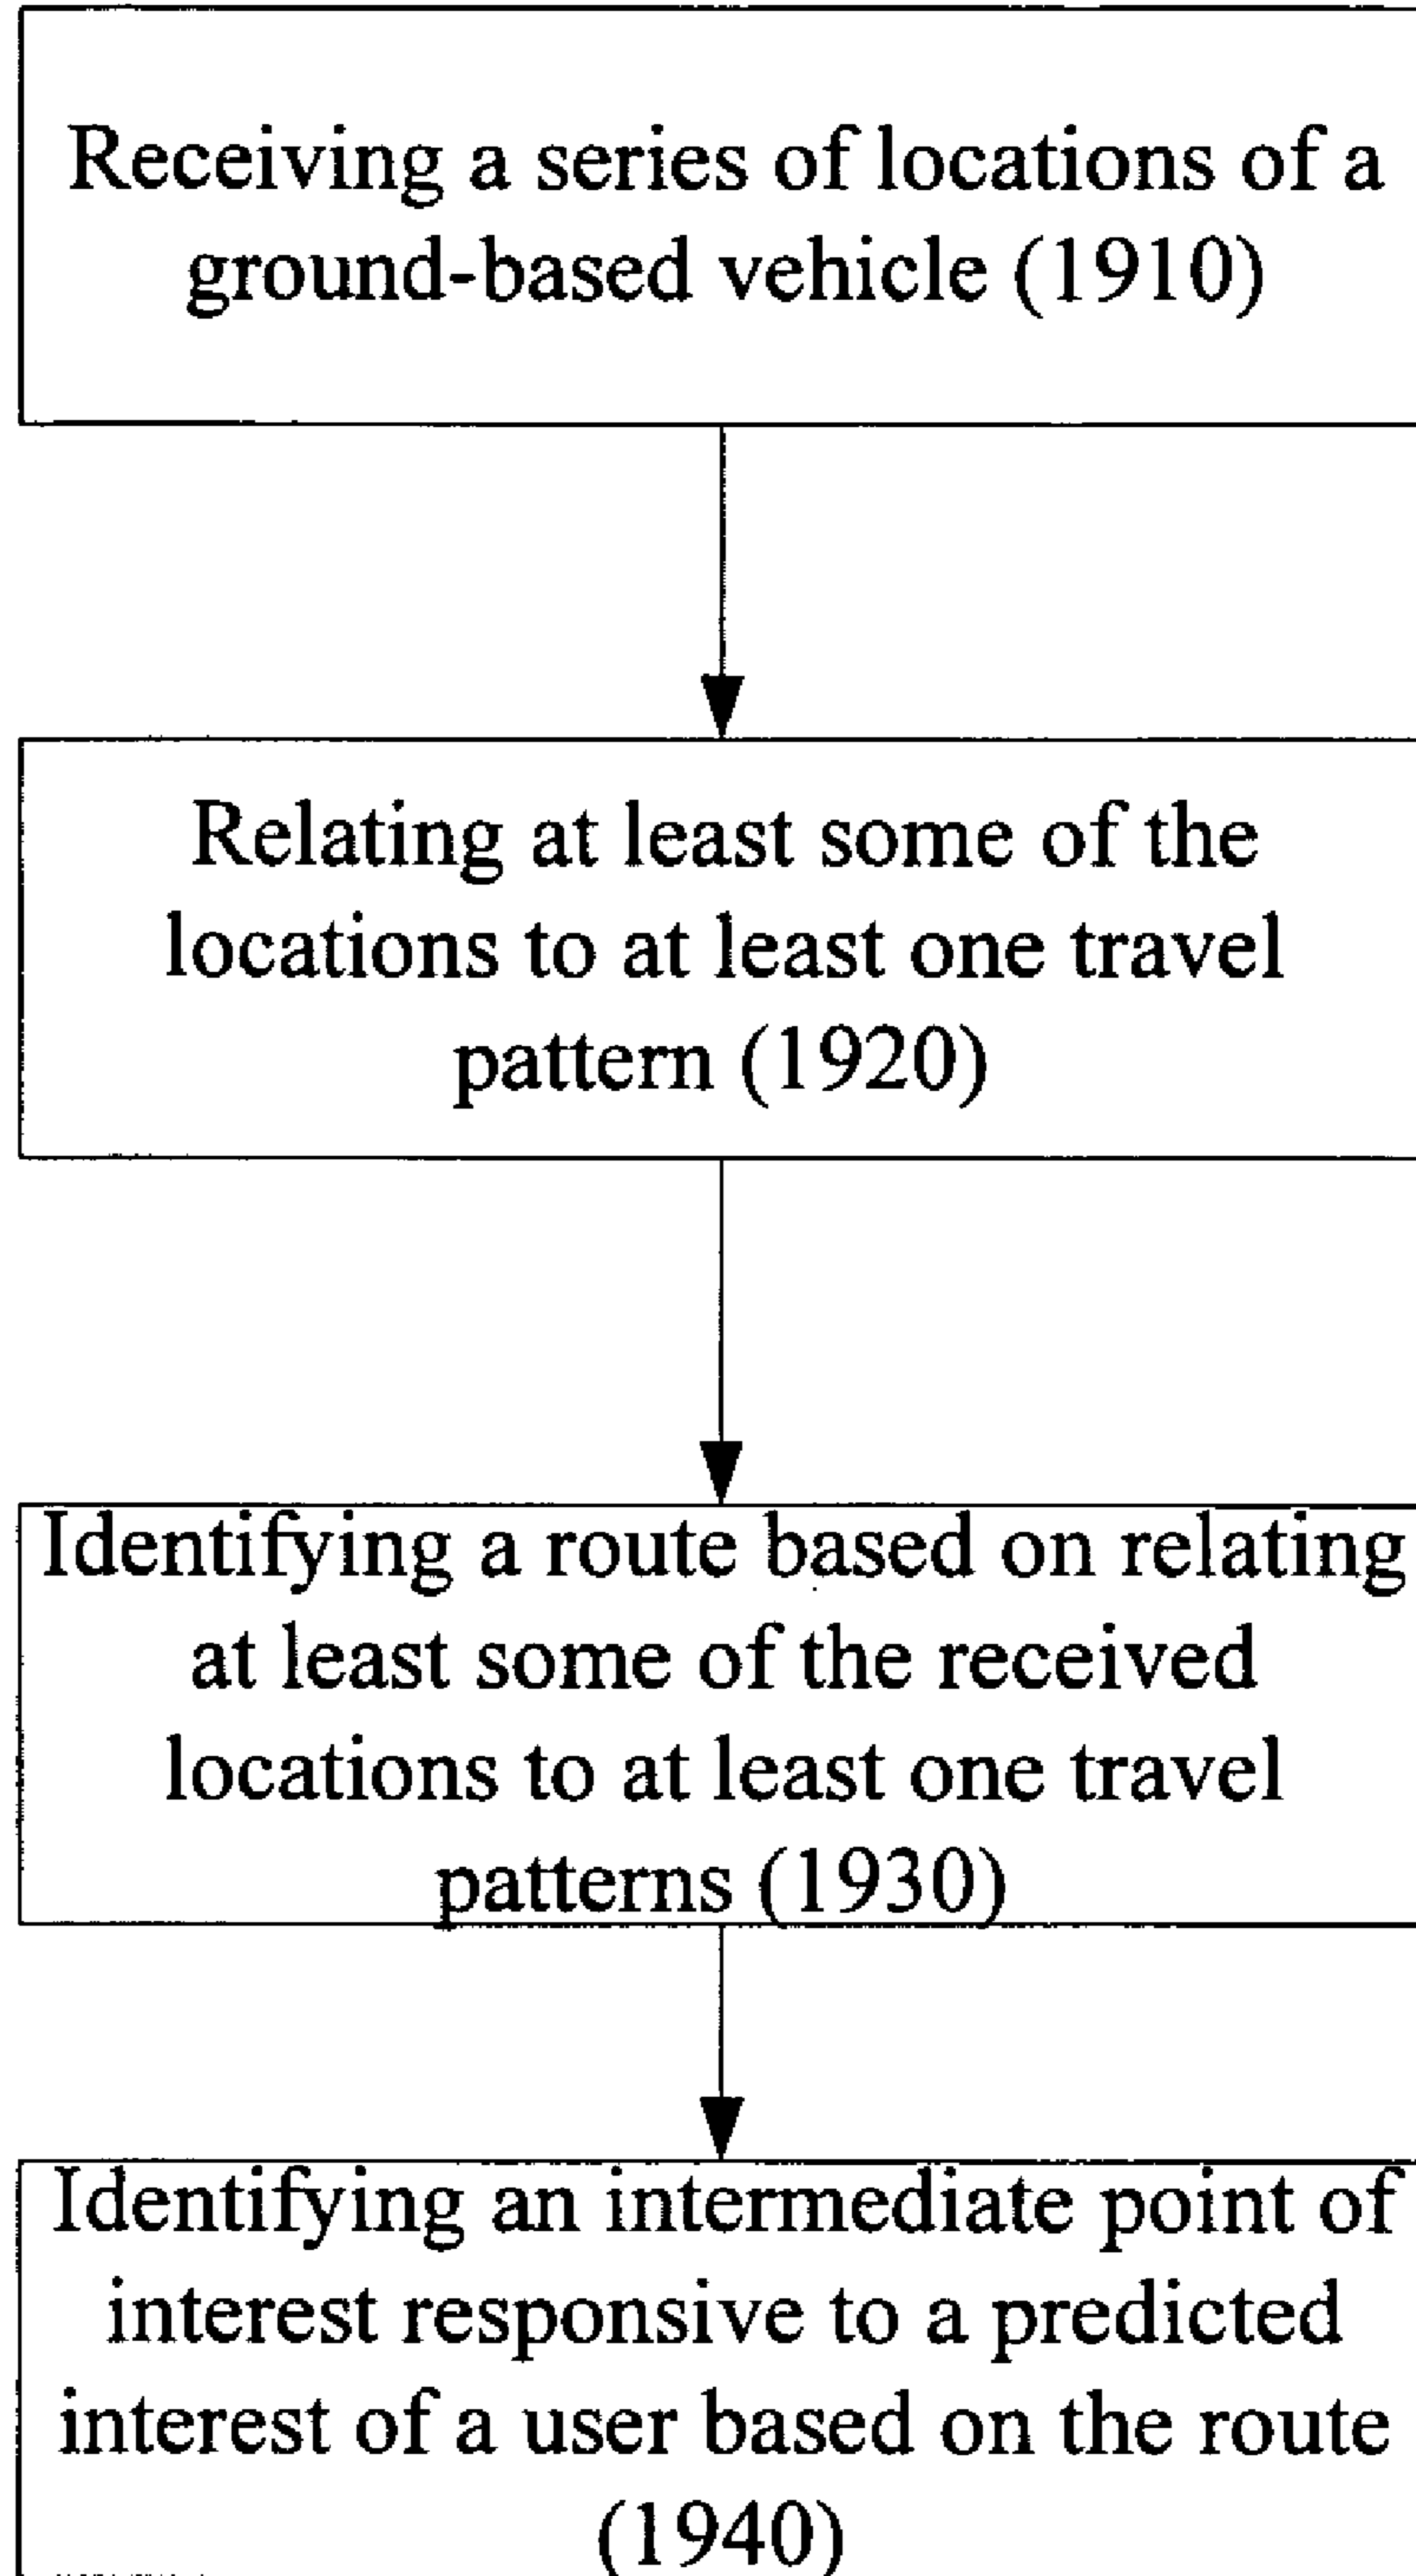 Receiving a series of locations of a
ground-based vehicle (1910)
Relating at least some of the
locations to at least one travel
pattern (1920)
Identifying a route based on relating
at least some of the received
locations to at least one travel
patterns (1930)
Identifying an intermediate point of
interest responsive to a predicted
interest of a user based on the route
(1940)